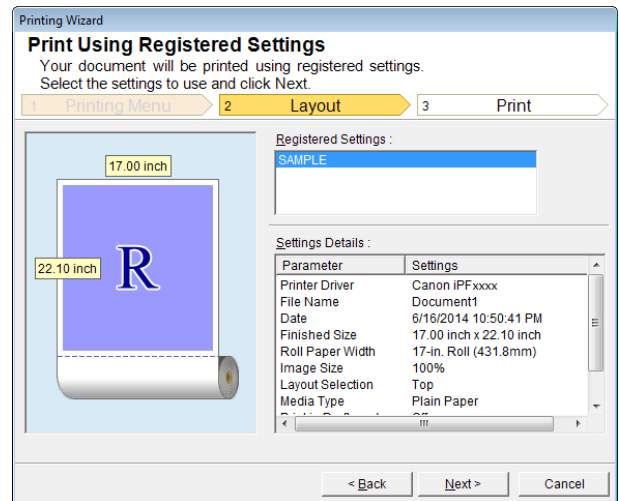 Printing Wizard
Print Using Registered Settings
Your document will be printed using registered settings.
Select the settings to use and click Next.
1 Printing Menu 2 Layout 3 Print
Registered Settings :
SAMPLE
17.00 inch
22.10 inch
R
Settings Details :
Parameter Settings
Printer Driver Canon iPFxxxx
File Name Document1
Date 6/16/2014 10:50:41 PM
Finished Size 17.00 inch x 22.10 inch
Roll Paper Width 17-in. Roll (431.8mm)
Image Size 100%
Layout Selection Top
Media Type Plain Paper
< Back Next > Cancel